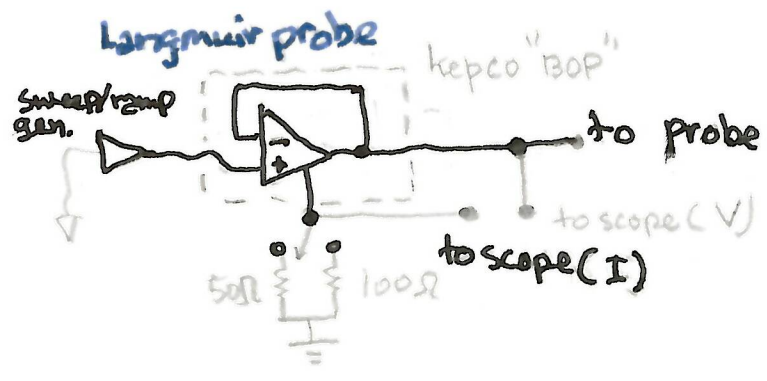 Langmuir probe
kepco "BOP"
sweep/ramp
gen.
-
+
to probe
to scope (V)
to scope (I)
50Ω
100Ω